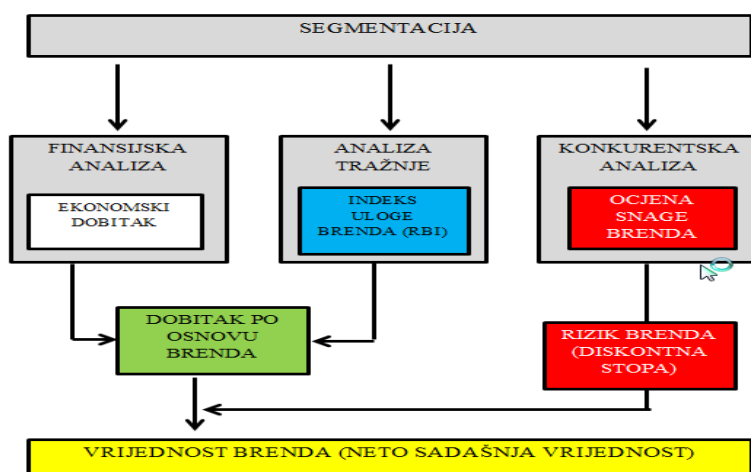 SEGMENTACIJA
FINANSIJSKA
ANALIZA
EKONOMSKI
DOBITAK
ANALIZA
TRAŽNJE
INDEKS
ULOGE
BRENDA (RBI)
KONKURENTSKA
ANALIZA
OCJENA
SNAGE
BRENDA
DOBITAK PO
OSNOVU
BRENDA
RIZIK BRENDA
(DISKONTNA
STOPA)
VRIJEDNOST BRENDA (NETO SADAŠNJA VRIJEDNOST)